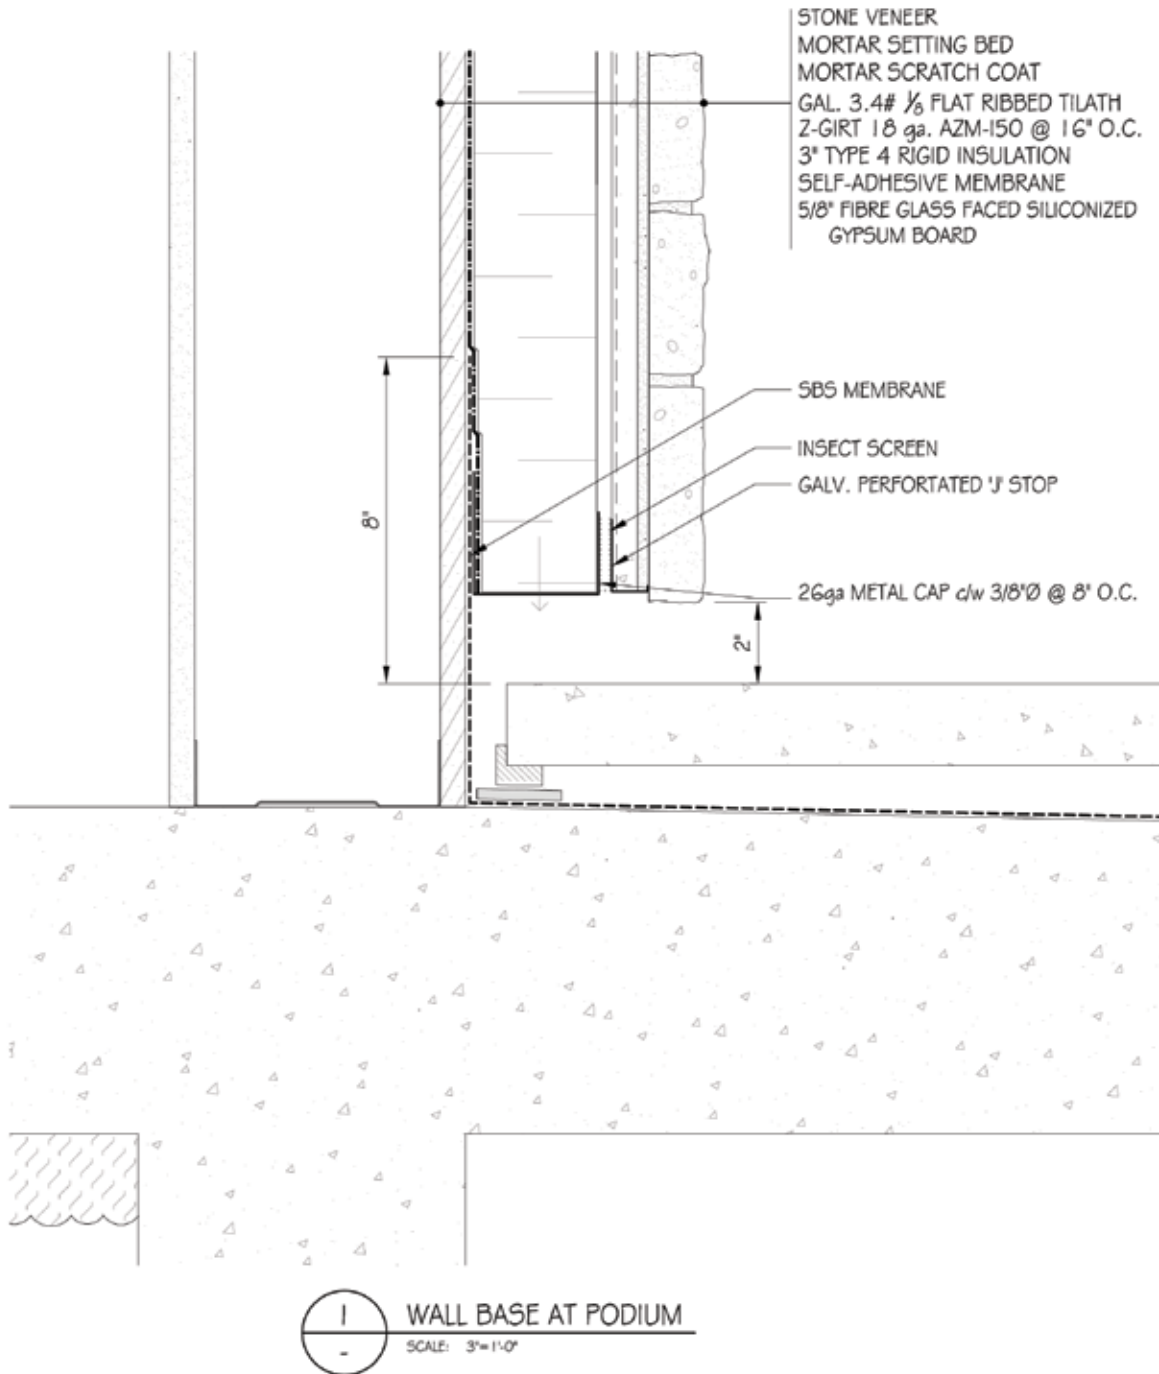 STONE VENEER
MORTAR SETTING BED
MORTAR SCRATCH COAT
GAL. 3.4# ⅛ FLAT RIBBED TILATH
Z-GIRT 18 ga. AZM-150 @ 16" O.C.
3" TYPE 4 RIGID INSULATION
SELF-ADHESIVE MEMBRANE
5/8" FIBRE GLASS FACED SILICONIZED
GYPSUM BOARD
SBS MEMBRANE
INSECT SCREEN
GALV. PERFORTATED 'J' STOP
8"
26ga METAL CAP c/w 3/8"Ø @ 8" O.C.
2"
1
-
WALL BASE AT PODIUM
SCALE: 3"=1'-0"